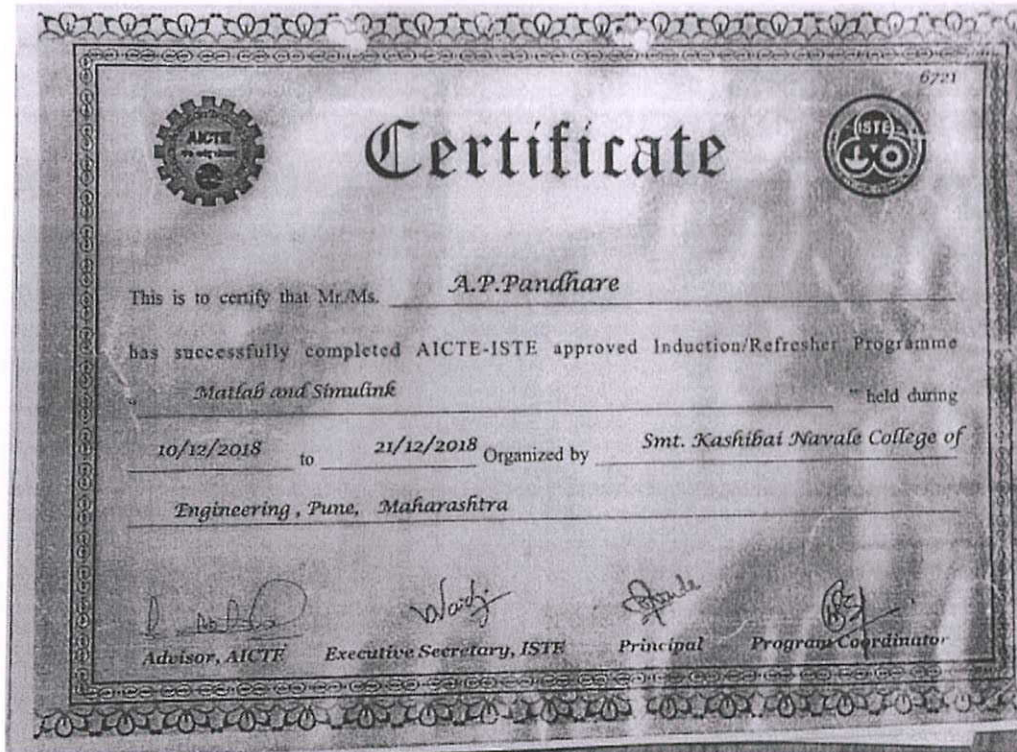 6721
AICTE
ISTE
Certificate
This is to certify that Mr./Ms. A.P.Pandhare
has successfully completed AICTE-ISTE approved Induction/Refresher Programme
" Matlab and Simulink " held during
10/12/2018 to 21/12/2018 Organized by Smt. Kashibai Navale College of
Engineering , Pune, Maharashtra
Advisor, AICTE Executive Secretary, ISTE Principal Program Coordinator